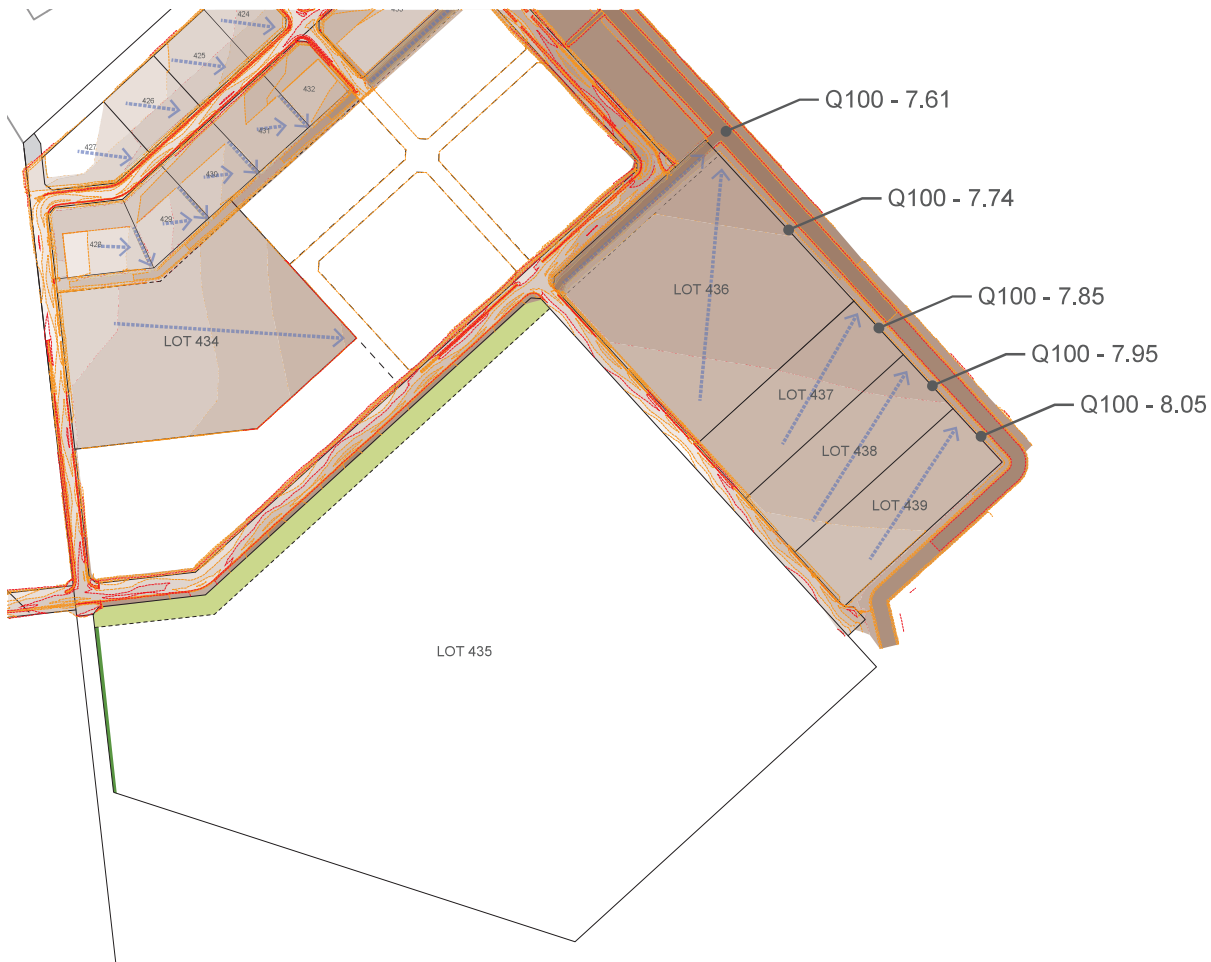 424
425
426
427
432
431
430
429
428
Q100 - 7.61
Q100 - 7.74
LOT 436
Q100 - 7.85
LOT 434
Q100 - 7.95
LOT 437
Q100 - 8.05
LOT 438
LOT 439
LOT 435